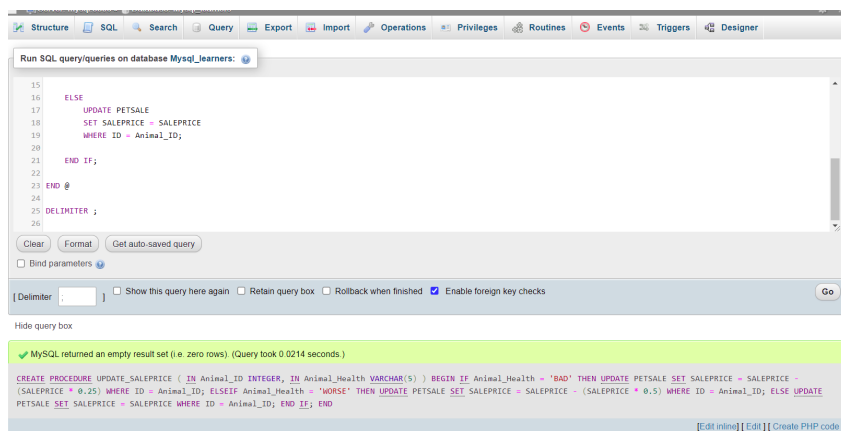 Structure SQL Search Query Export Import Operations Privileges Routines Events Triggers Designer
Run SQL query/queries on database Mysql_learners:
15
16 ELSE
17 UPDATE PETSALE
18 SET SALEPRICE = SALEPRICE
19 WHERE ID = Animal_ID;
20
21 END IF;
22
23 END @
24
25 DELIMITER ;
26
Clear Format Get auto-saved query
Bind parameters
[ Delimiter ; ] Show this query here again Retain query box Rollback when finished Enable foreign key checks Go
Hide query box
MySQL returned an empty result set (i.e. zero rows). (Query took 0.0214 seconds.)
CREATE PROCEDURE UPDATE_SALEPRICE ( IN Animal_ID INTEGER, IN Animal_Health VARCHAR(5) ) BEGIN IF Animal_Health = 'BAD' THEN UPDATE PETSALE SET SALEPRICE = SALEPRICE -
(SALEPRICE * 0.25) WHERE ID = Animal_ID; ELSEIF Animal_Health = 'WORSE' THEN UPDATE PETSALE SET SALEPRICE = SALEPRICE - (SALEPRICE * 0.5) WHERE ID = Animal_ID; ELSE UPDATE
PETSALE SET SALEPRICE = SALEPRICE WHERE ID = Animal_ID; END IF; END
[Edit inline] [ Edit ] [ Create PHP code